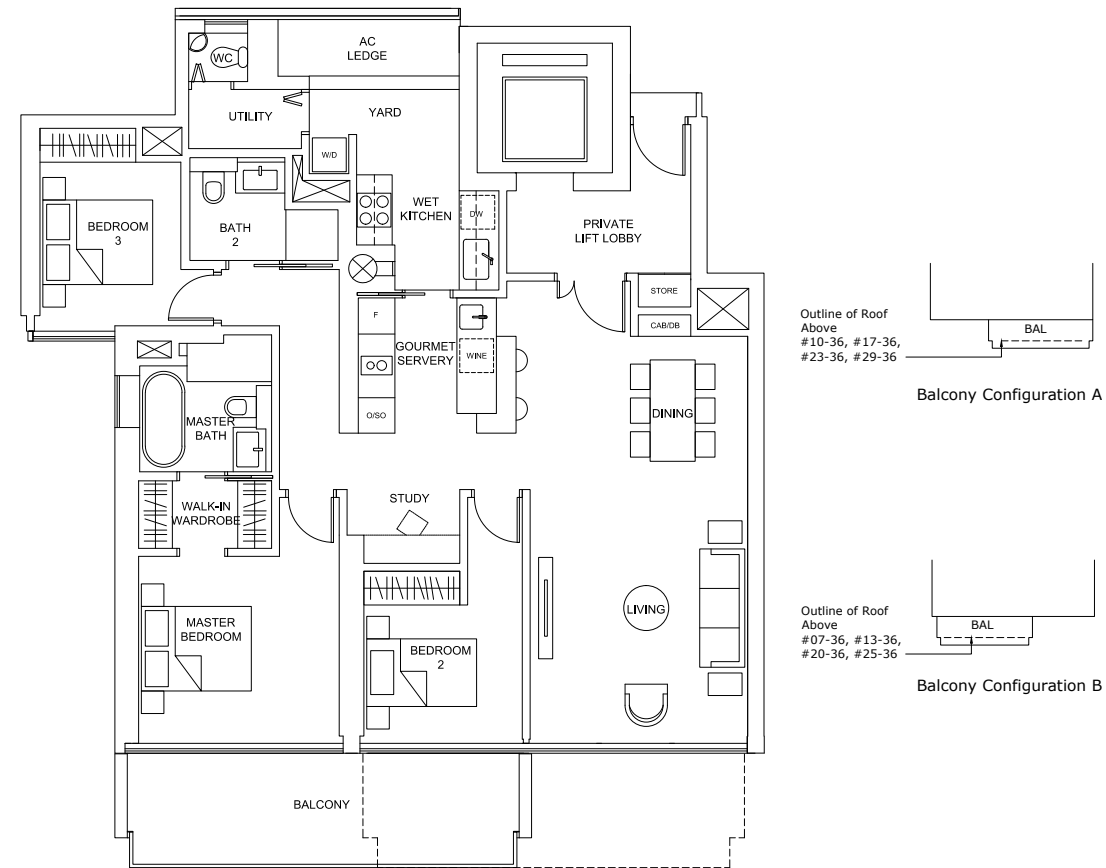 AC
LEDGE
WC
UTILITY
YARD
W/D
WET
KITCHEN
DW
BEDROOM
3
BATH
2
PRIVATE
LIFT LOBBY
STORE
CAB/DB
F
GOURMET
SERVERY
WINE
O/SO
MASTER
BATH
DINING
WALK-IN
WARDROBE
STUDY
LIVING
MASTER
BEDROOM
BEDROOM
2
BALCONY
Outline of Roof
Above
#10-36, #17-36,
#23-36, #29-36
BAL
Balcony Configuration A
Outline of Roof
Above
#07-36, #13-36,
#20-36, #25-36
BAL
Balcony Configuration B